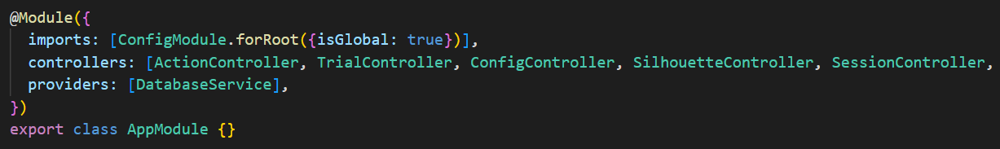 @Module({
  imports: [ConfigModule.forRoot({isGlobal: true})],
  controllers: [ActionController, TrialController, ConfigController, SilhouetteController, SessionController,
  providers: [DatabaseService],
})
export class AppModule {}